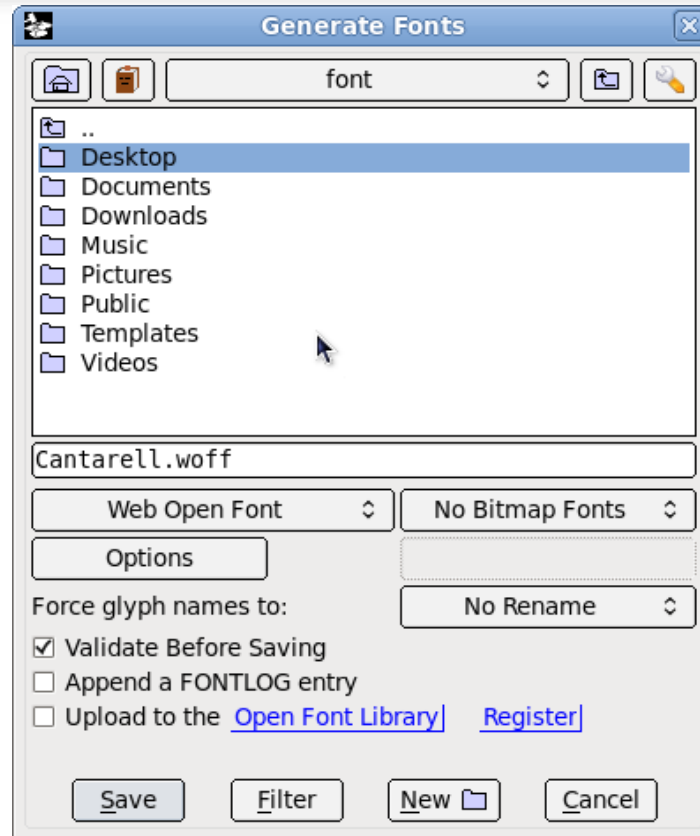 Generate Fonts
font
..
Desktop
Documents
Downloads
Music
Pictures
Public
Templates
Videos
Cantarell.woff
Web Open Font No Bitmap Fonts
Options
Force glyph names to: No Rename
Validate Before Saving
Append a FONTLOG entry
Upload to the Open Font Library Register
Save Filter New Cancel